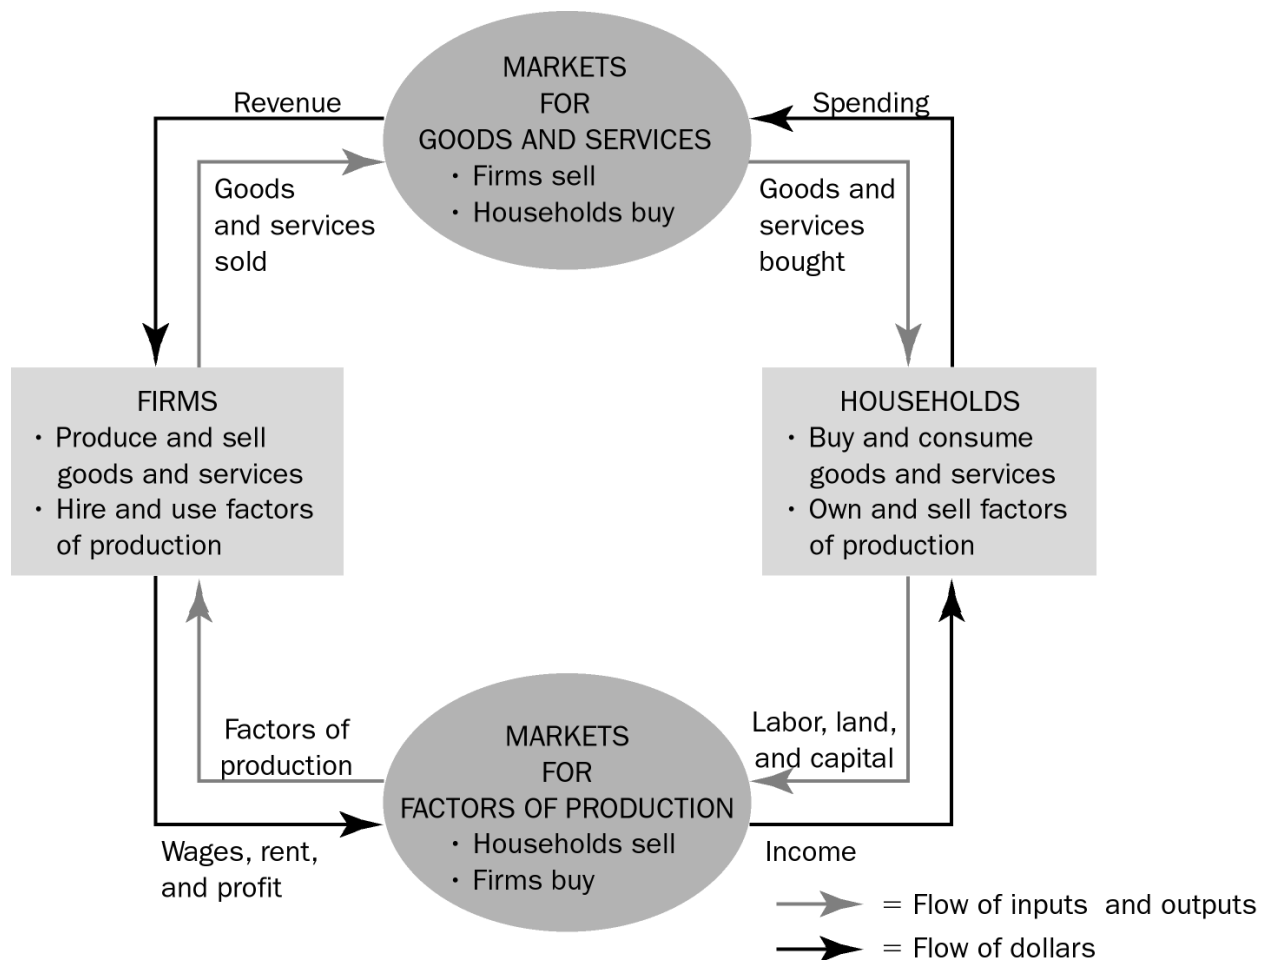 MARKETS
FOR
GOODS AND SERVICES
• Firms sell
• Households buy
Revenue
Spending
Goods
and services
sold
Goods and
services
bought
FIRMS
• Produce and sell
goods and services
• Hire and use factors
of production
HOUSEHOLDS
• Buy and consume
goods and services
• Own and sell factors
of production
Factors of
production
Labor, land,
and capital
MARKETS
FOR
FACTORS OF PRODUCTION
• Households sell
• Firms buy
Wages, rent,
and profit
Income
= Flow of inputs and outputs
= Flow of dollars